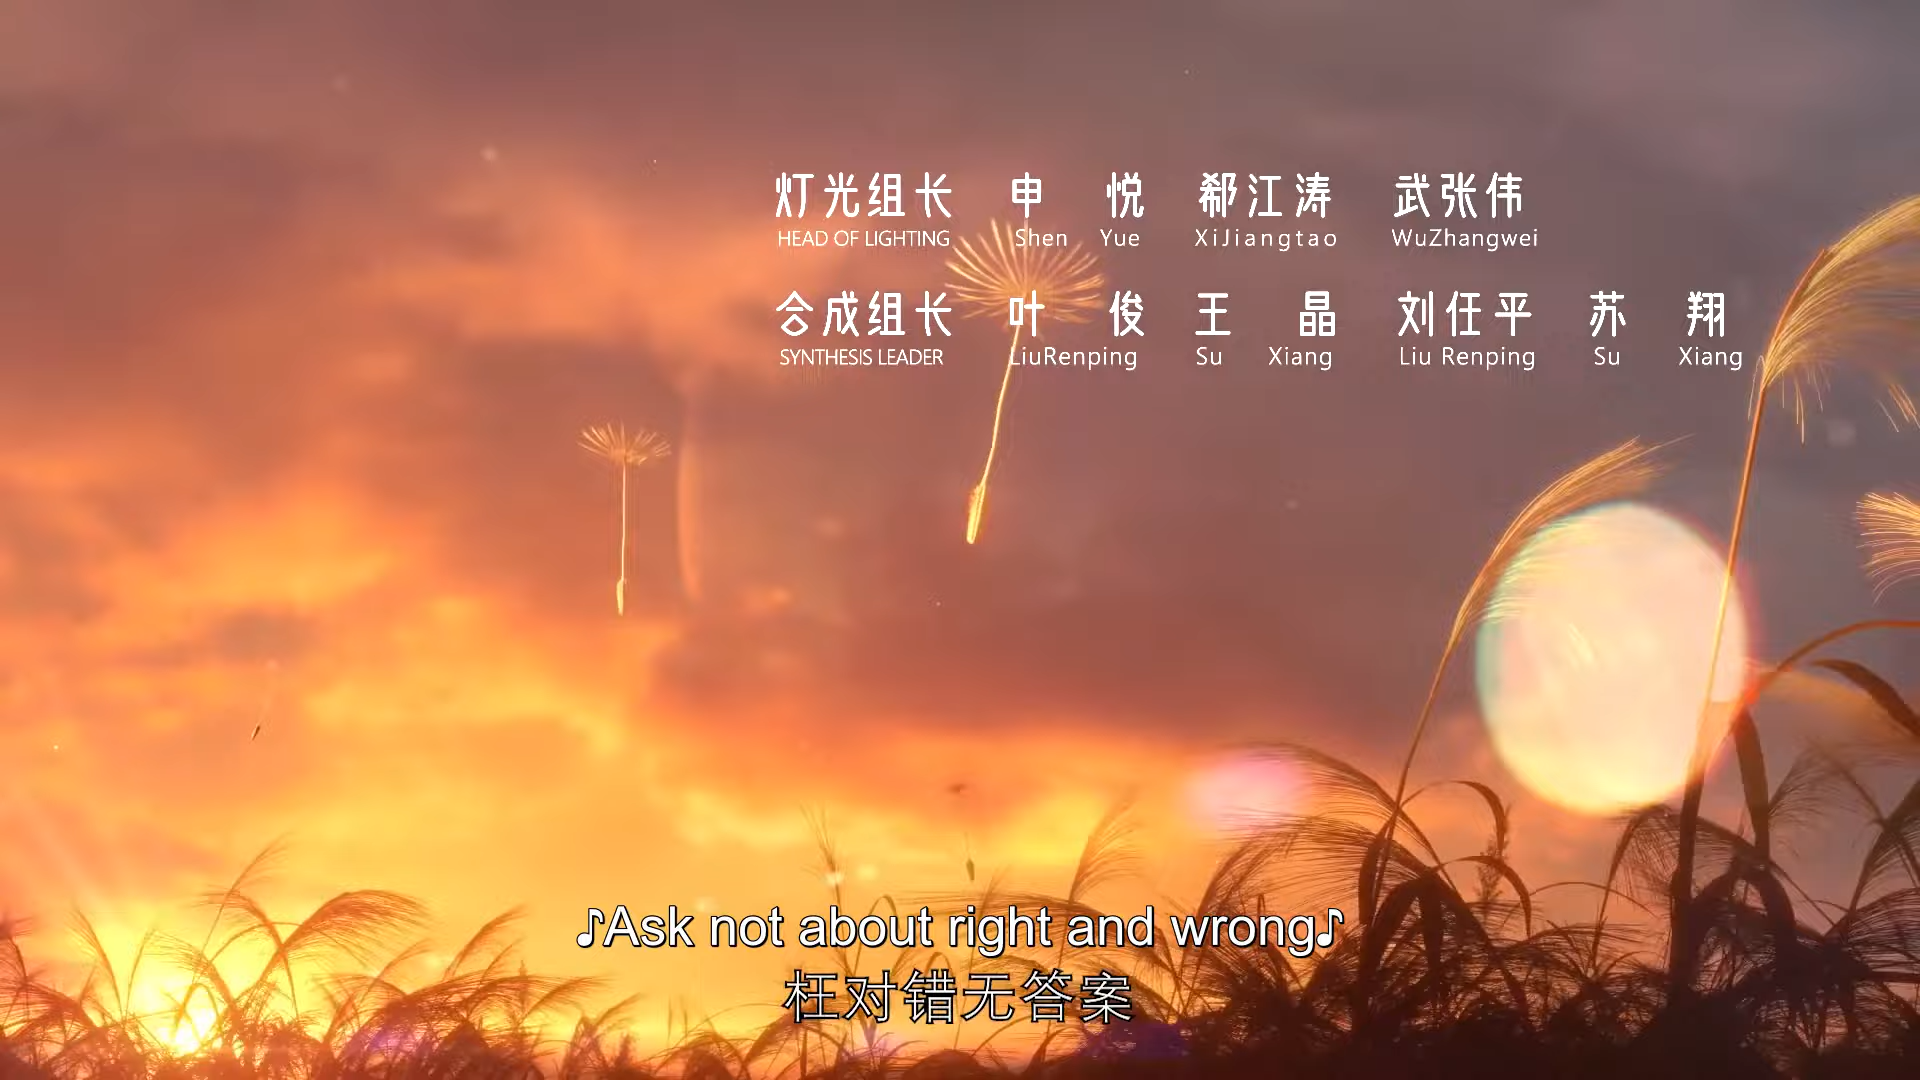 灯光组长 申 悦 郗江涛 武张伟
HEAD OF LIGHTING Shen Yue XiJiangtao WuZhangwei
合成组长 叶 俊 王 晶 刘任平 苏 翔
SYNTHESIS LEADER LiuRenping Su Xiang Liu Renping Su Xiang
♪Ask not about right and wrong♪
枉对错无答案